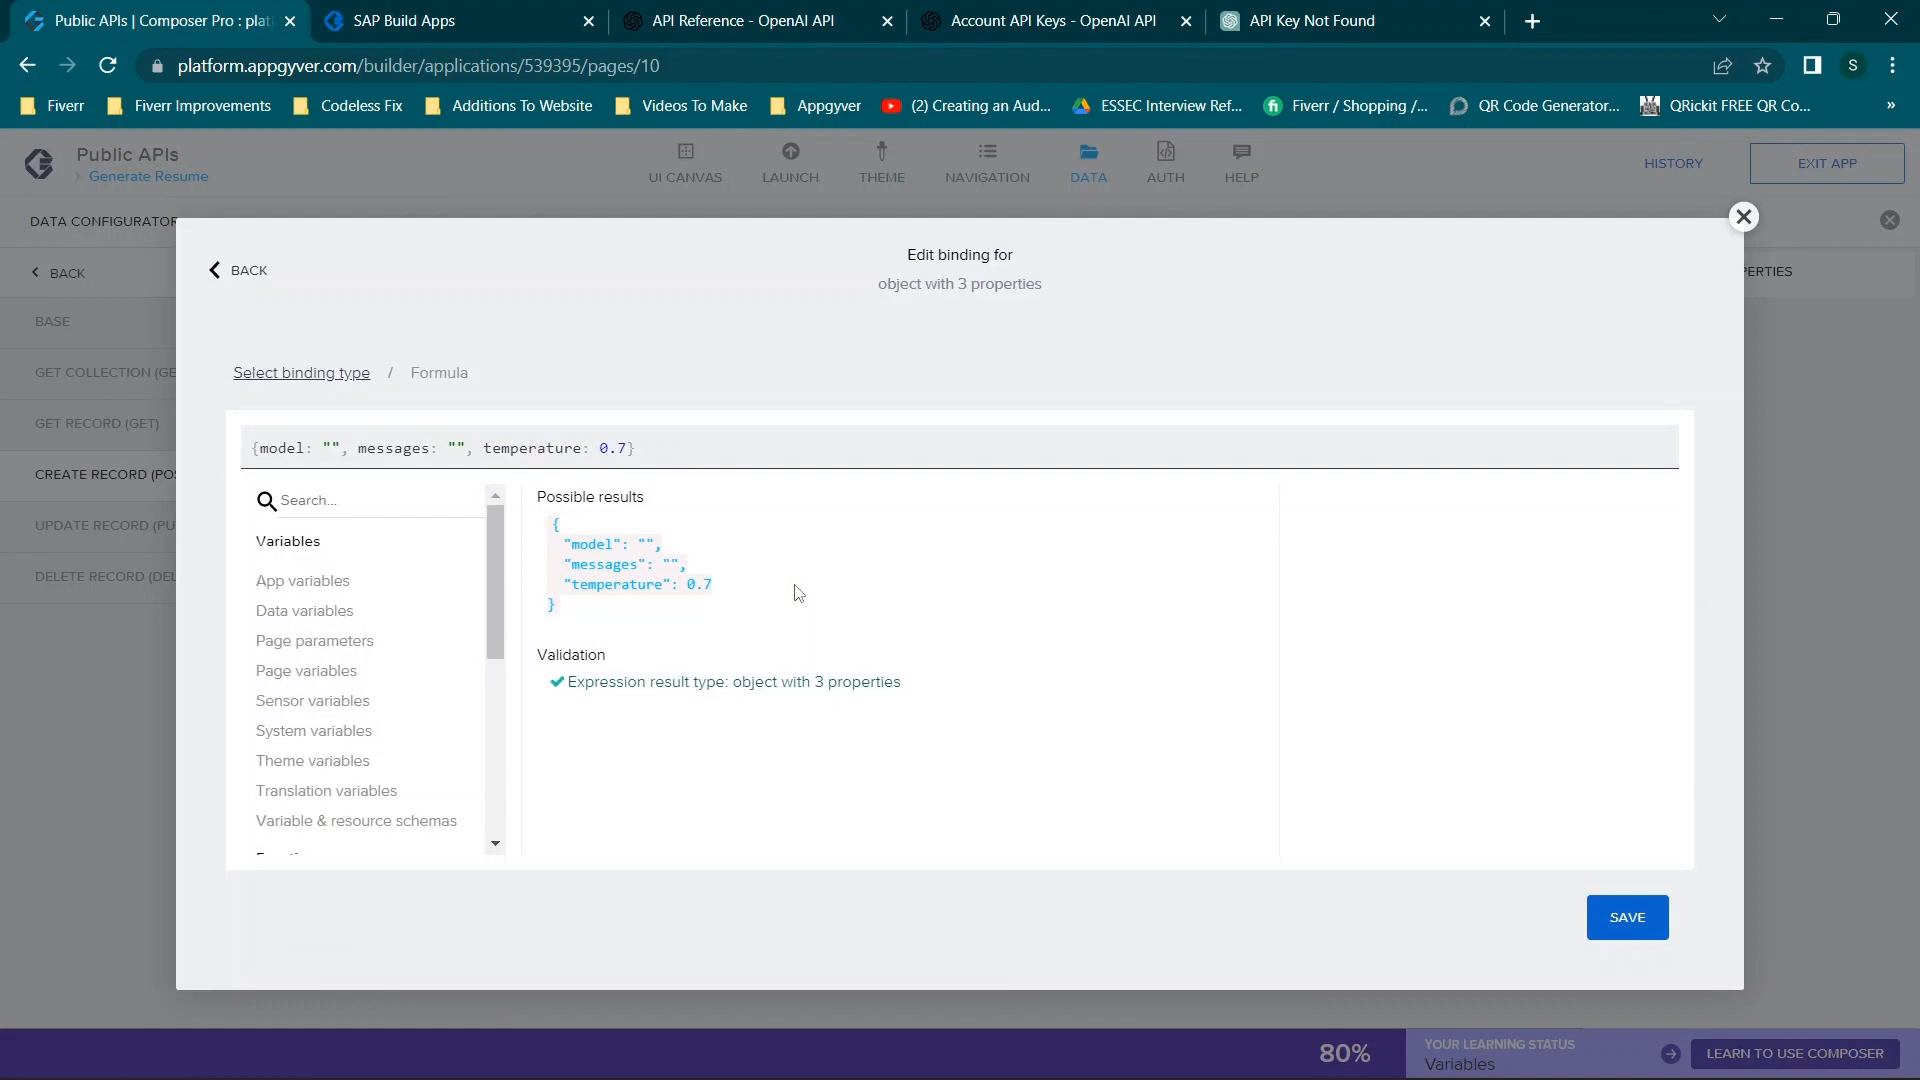 Public APIs | Composer Pro : plat
SAP Build Apps
API Reference - OpenAI API
Account API Keys - OpenAI API
API Key Not Found
platform.appgyver.com/builder/applications/539395/pages/10
S
Fiverr
Fiverr Improvements
Codeless Fix
Additions To Website
Videos To Make
Appgyver
(2) Creating an Aud...
ESSEC Interview Ref...
Fiverr / Shopping /...
QR Code Generator...
QRickit FREE QR Co...
»
Public APIs
Generate Resume
UI CANVAS
LAUNCH
THEME
NAVIGATION
DATA
AUTH
HELP
HISTORY
EXIT APP
DATA CONFIGURATOR
BACK
BASE
GET COLLECTION (GE
GET RECORD (GET)
CREATE RECORD (POS
UPDATE RECORD (PU
DELETE RECORD (DEL
PERTIES
BACK
Edit binding for
object with 3 properties
Select binding type / Formula
{model: "", messages: "", temperature: 0.7}
Search...
Variables
App variables
Data variables
Page parameters
Page variables
Sensor variables
System variables
Theme variables
Translation variables
Variable & resource schemas
Possible results
{
"model": "",
"messages": "",
"temperature": 0.7
}
Validation
Expression result type: object with 3 properties
SAVE
80%
YOUR LEARNING STATUS
Variables
LEARN TO USE COMPOSER